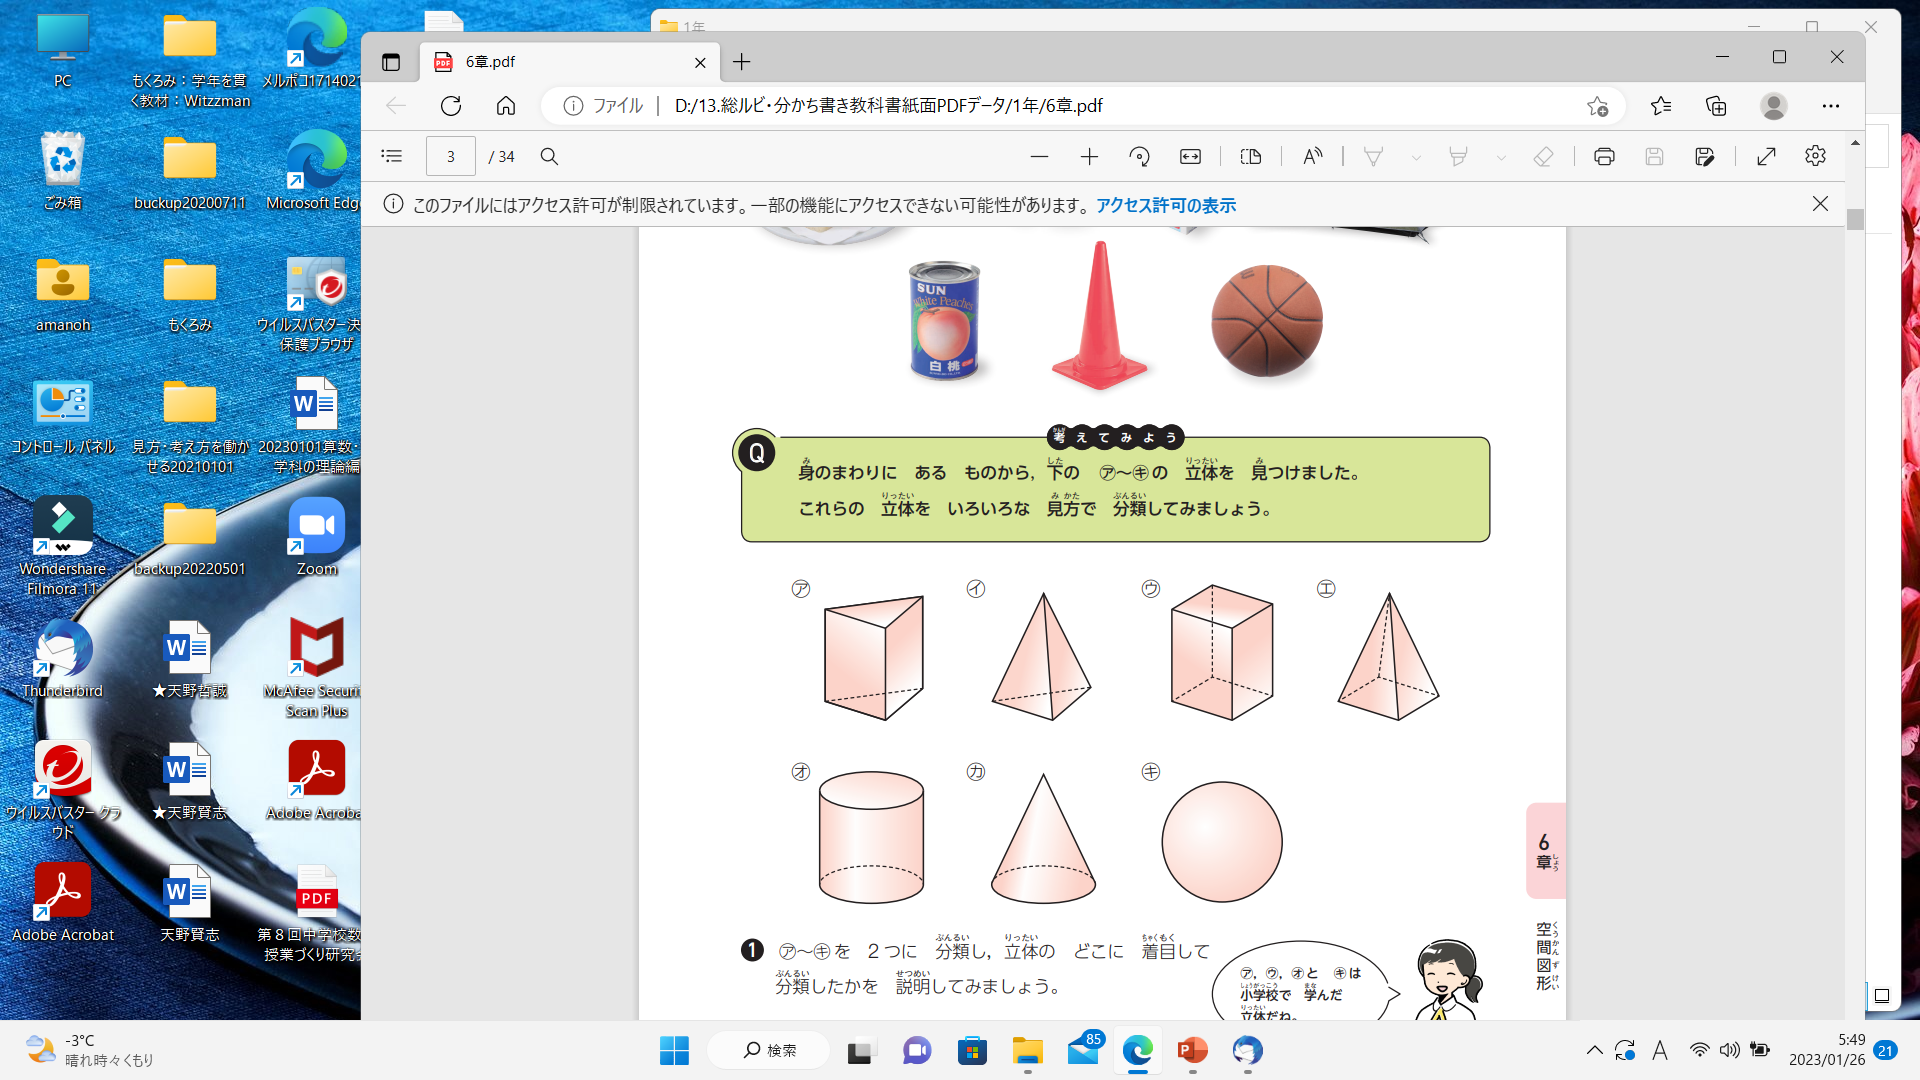 PC
もくろみ：学年を貫
く教材：Witzzman
メルポコ1714021
ごみ箱
buckup20200711
Microsoft Edg
amanoh
もくろみ
ウイルスバスター決
保護ブラウザ
コントロール パネル
見方・考え方を働か
せる20210101
20230101算数・
学科の理論編
Wondershare
Filmora 11
backup20220501
Zoom
Thunderbird
★天野哲誠
McAfee Securi
Scan Plus
ウイルスバスター クラ
ウド
★天野賢志
Adobe Acroba
Adobe Acrobat
天野賢志
PDF
第８回中学校数
授業づくり研究会
1年
6章.pdf
ファイル
D:/13.総ルビ・分かち書き教科書紙面PDFデータ/1年/6章.pdf
3
/ 34
このファイルにはアクセス許可が制限されています。一部の機能にアクセスできない可能性があります。 アクセス許可の表示
SUN
White Peaches
白桃
考えてみよう
Q
身のまわりに　ある　ものから，下の　㋐～㋖の　立体を　見つけました。
これらの　立体を　いろいろな　見方で　分類してみましょう。
㋐ ㋑ ㋒ ㋓
㋔ ㋕ ㋖
6
章
空間図形
❶ ㋐～㋖を　２つに　分類し，立体の　どこに　着目して
分類したかを　説明してみましょう。
㋐，㋒，㋔と　㋖は
小学校で　学んだ
立体だね。
-3°C
晴れ時々くもり
検索
85
A
5:49
2023/01/26
21